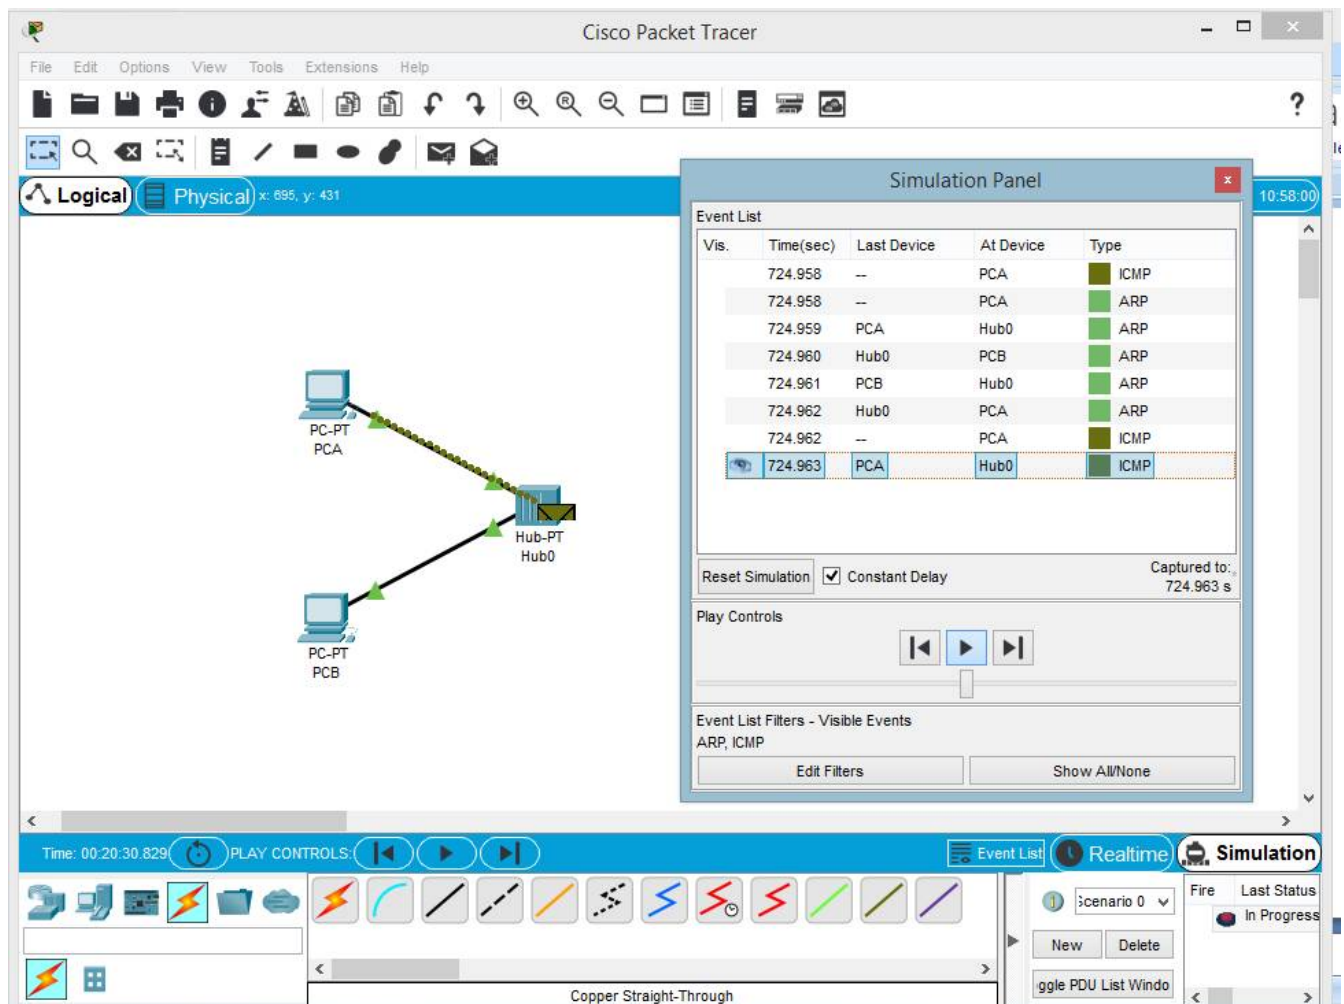 Cisco Packet Tracer
File Edit Options View Tools Extensions Help
?
Logical Physical x: 695, y: 431
10:58:00
Simulation Panel
Event List
Vis. Time(sec) Last Device At Device Type
724.958 -- PCA ICMP
724.958 -- PCA ARP
724.959 PCA Hub0 ARP
724.960 Hub0 PCB ARP
724.961 PCB Hub0 ARP
724.962 Hub0 PCA ARP
724.962 -- PCA ICMP
724.963 PCA Hub0 ICMP
Reset Simulation Constant Delay
Captured to:
724.963 s
Play Controls
Event List Filters - Visible Events
ARP, ICMP
Edit Filters Show All/None
PC-PT
PCA
Hub-PT
Hub0
PC-PT
PCB
Time: 00:20:30.829 PLAY CONTROLS: Event List Realtime Simulation
Scenario 0
Fire Last Status
In Progress
New Delete
ggle PDU List Windo
Copper Straight-Through